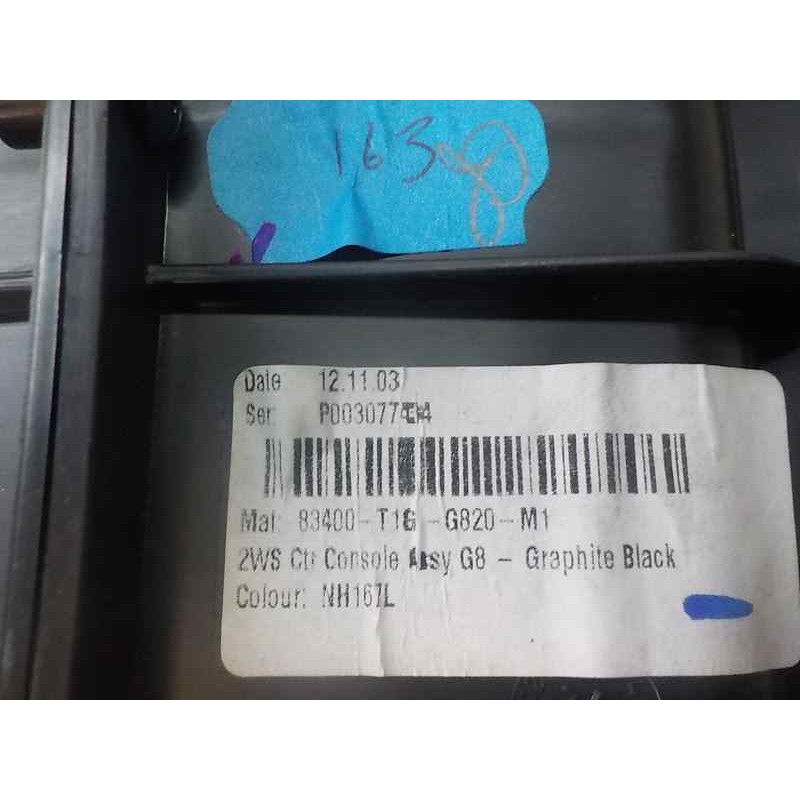 163
Date 12.11.03
Ser:
Mat: 83400-T1G-G820-M1
2WS Ctr Console Assy G8 - Graphite Black
Colour: NH167L